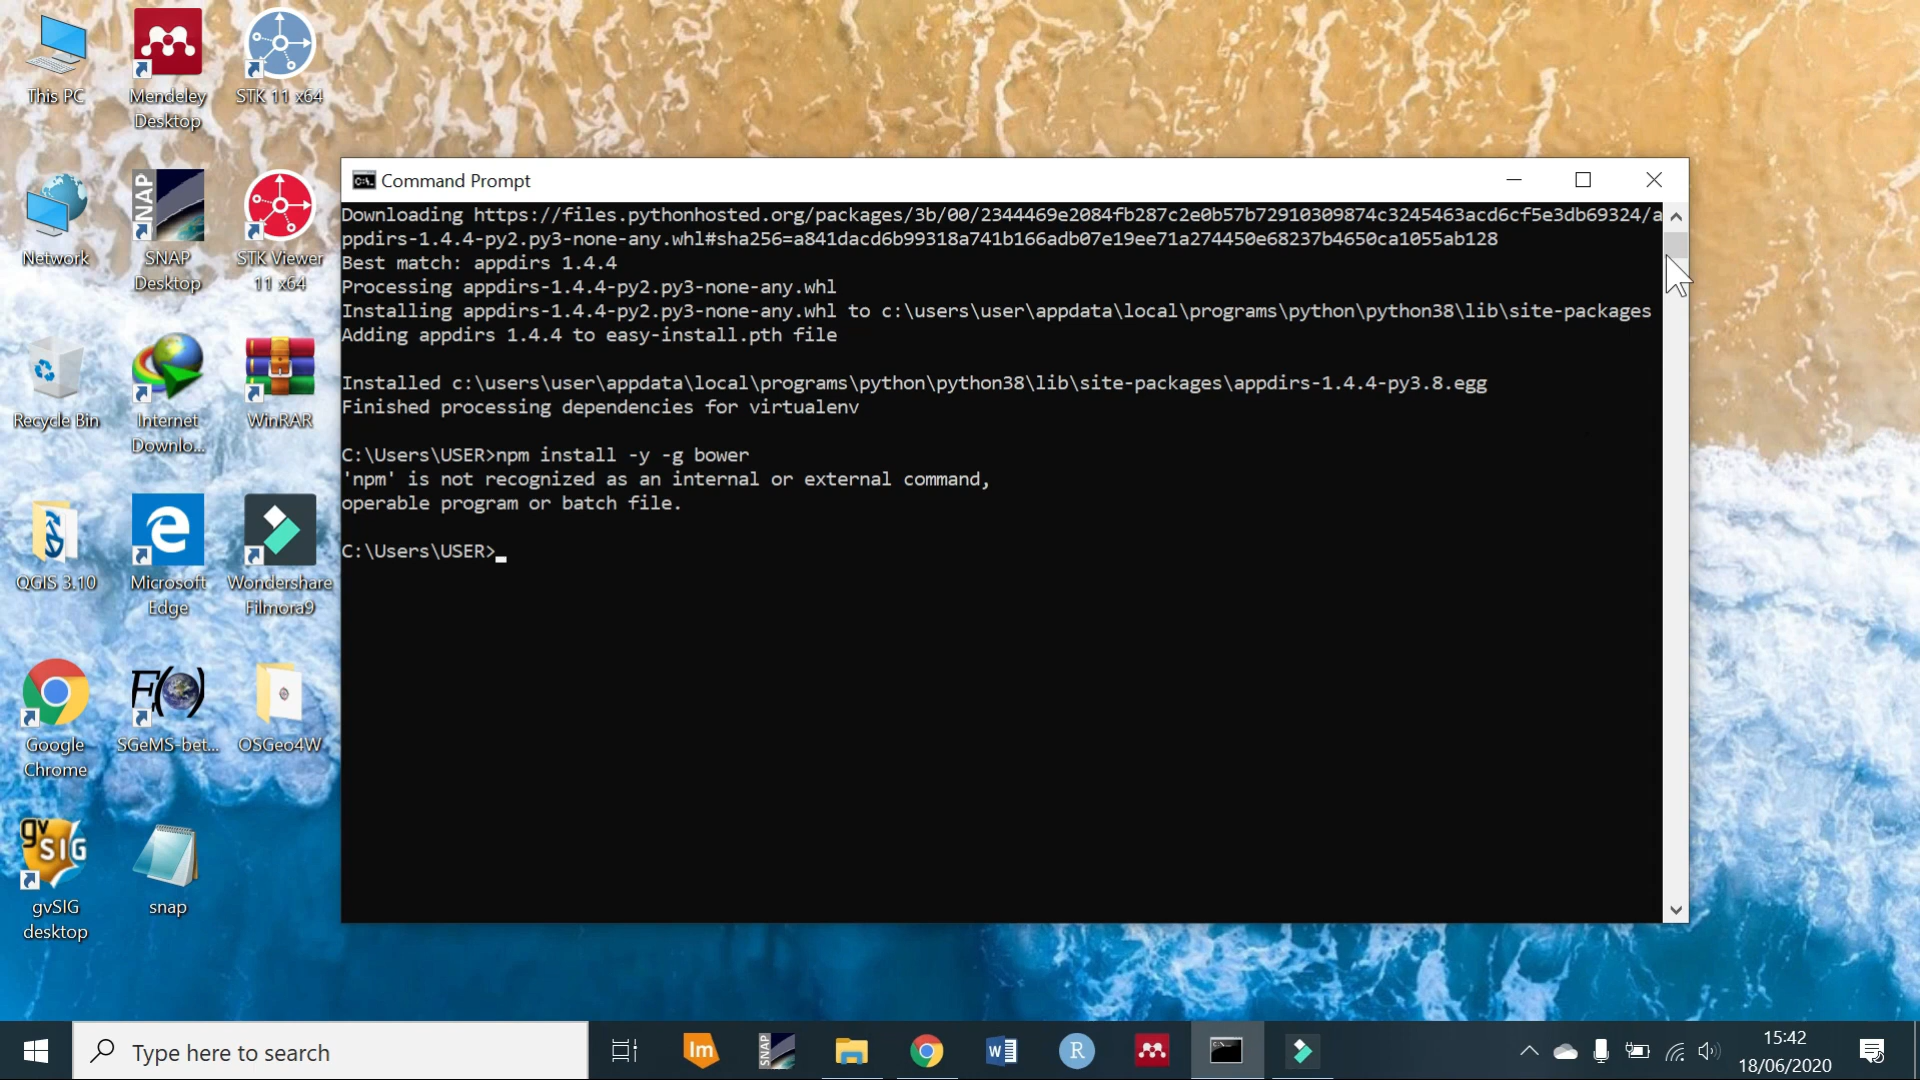 This PC
Mendeley
Desktop
STK 11 x64
Network
SNAP
SNAP
Desktop
STK Viewer
11 x64
Recycle Bin
Internet
Downlo...
WinRAR
QGIS 3.10
Microsoft
Edge
Wondershare
Filmora9
Google
Chrome
F()
SGeMS-bet...
OSGeo4W
gvSIG
gvSIG
desktop
snap
C:\.
Command Prompt
Downloading https://files.pythonhosted.org/packages/3b/00/2344469e2084fb287c2e0b57b72910309874c3245463acd6cf5e3db69324/a
ppdirs-1.4.4-py2.py3-none-any.whl#sha256=a841dacd6b99318a741b166adb07e19ee71a274450e68237b4650ca1055ab128
Best match: appdirs 1.4.4
Processing appdirs-1.4.4-py2.py3-none-any.whl
Installing appdirs-1.4.4-py2.py3-none-any.whl to c:\users\user\appdata\local\programs\python\python38\lib\site-packages
Adding appdirs 1.4.4 to easy-install.pth file
Installed c:\users\user\appdata\local\programs\python\python38\lib\site-packages\appdirs-1.4.4-py3.8.egg
Finished processing dependencies for virtualenv
C:\Users\USER>npm install -y -g bower
'npm' is not recognized as an internal or external command,
operable program or batch file.
C:\Users\USER>
Type here to search
Im
SNAP
W
R
15:42
18/06/2020